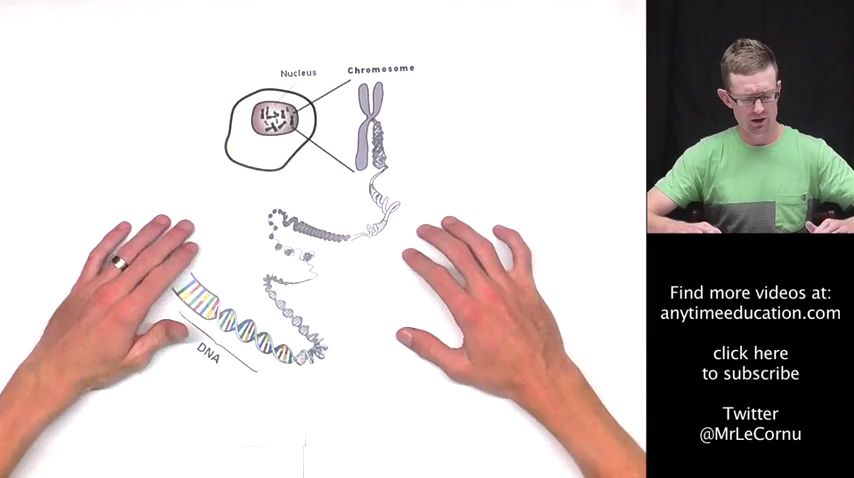 Nucleus
Chromosome
DNA
Find more videos at:
anytimeeducation.com
click here
to subscribe
Twitter
@MrLeCornu